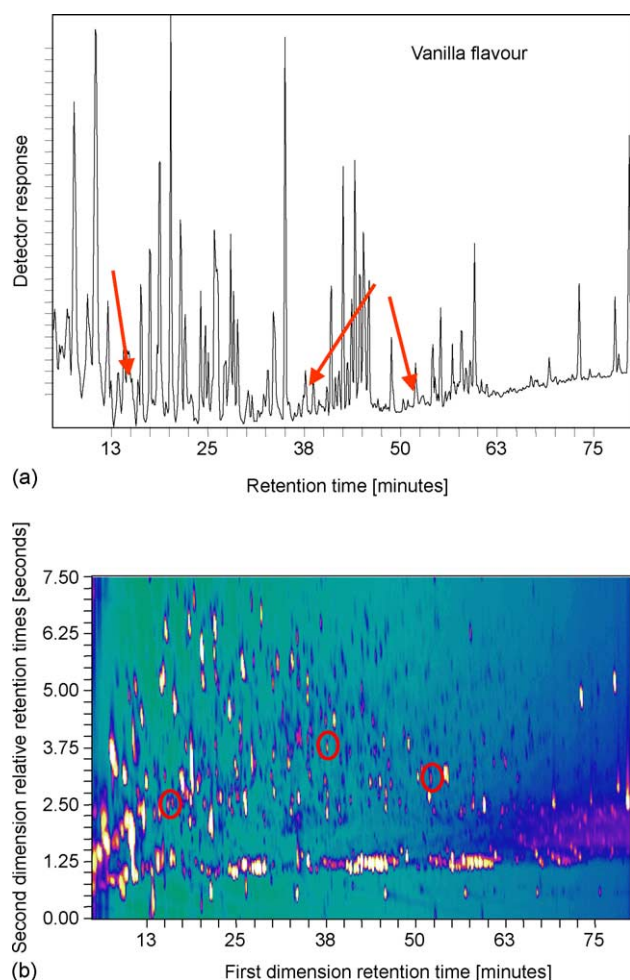 Vanilla flavour
Detector response
13 25 38 50 63 75
(a)
Retention time [minutes]
Second dimension relative retention times [seconds]
7.50
6.25
5.00
3.75
2.50
1.25
0.00
13 25 38 50 63 75
(b)
First dimension retention time [minutes]